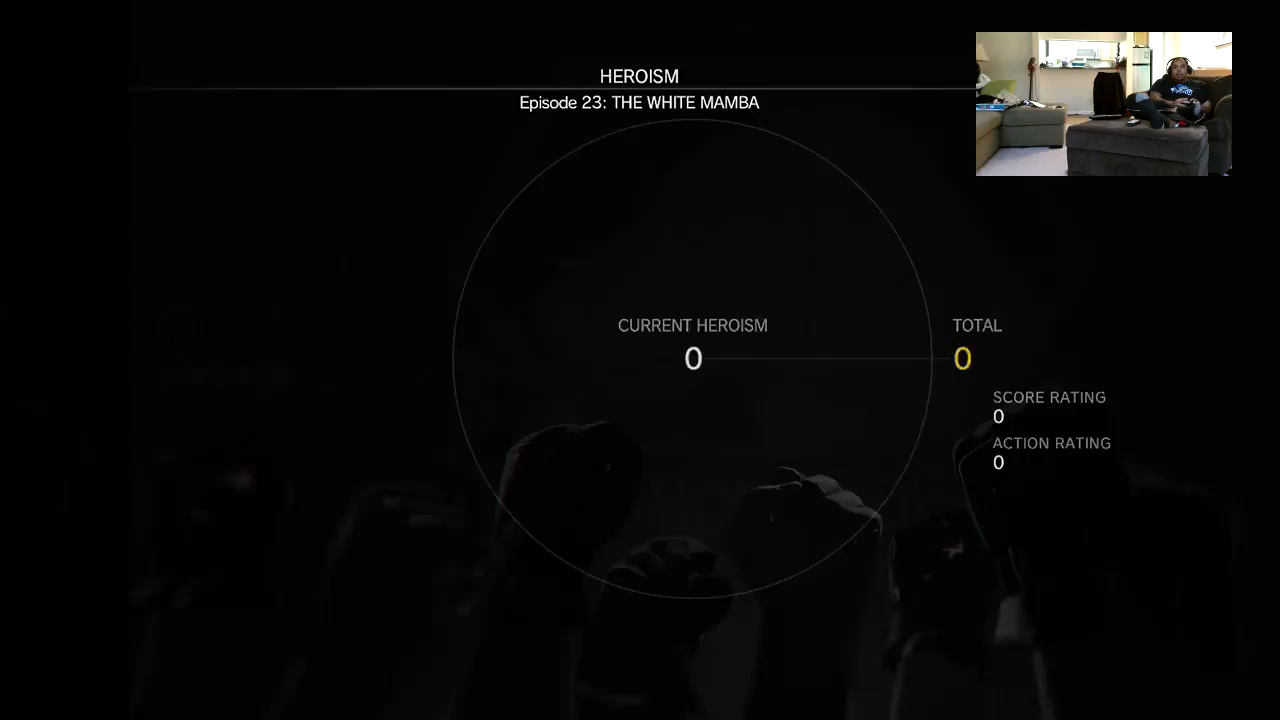 HEROISM
Episode 23: THE WHITE MAMBA
CURRENT HEROISM
0
TOTAL
0
SCORE RATING
0
ACTION RATING
0